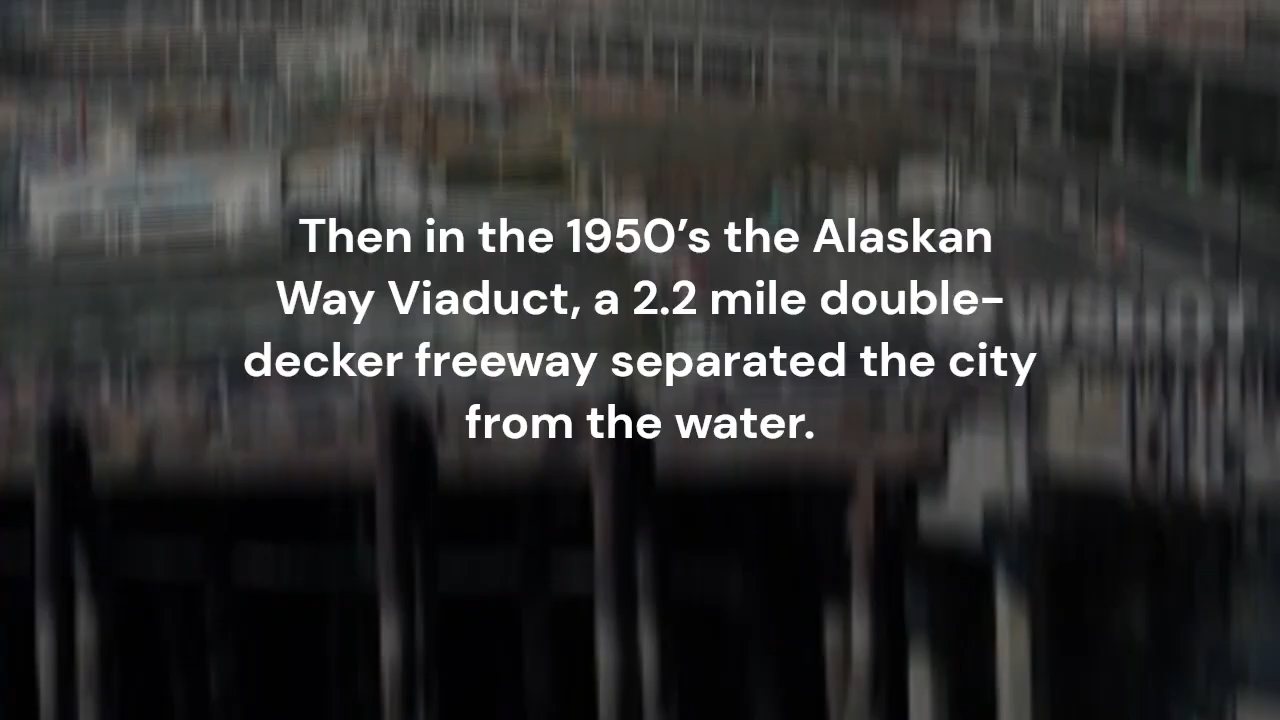 Then in the 1950’s the Alaskan
Way Viaduct, a 2.2 mile double-
decker freeway separated the city
from the water.